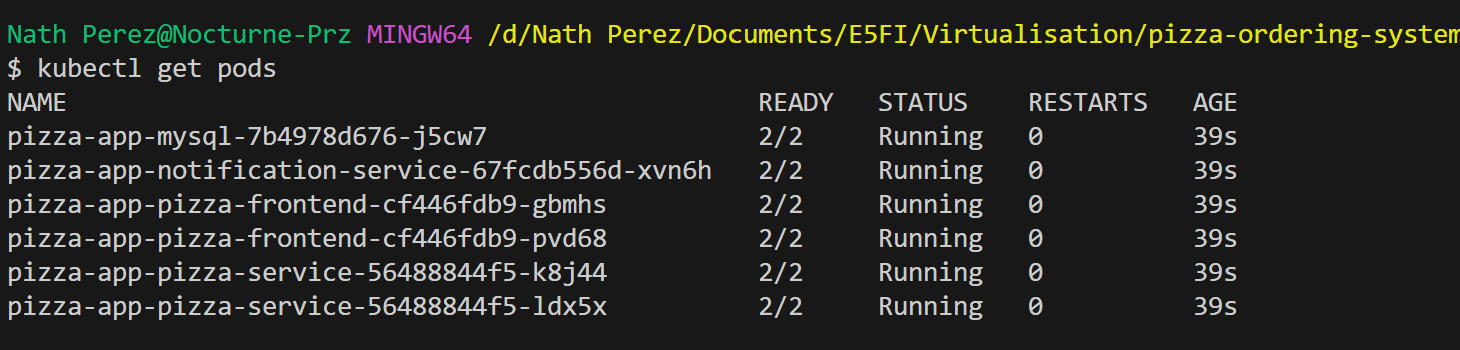 Nath Perez@Nocturne-Prz MINGW64 /d/Nath Perez/Documents/E5FI/Virtualisation/pizza-ordering-system
$ kubectl get pods
NAME READY STATUS RESTARTS AGE
pizza-app-mysql-7b4978d676-j5cw7 2/2 Running 0 39s
pizza-app-notification-service-67fcdb556d-xvn6h 2/2 Running 0 39s
pizza-app-pizza-frontend-cf446fdb9-gbmhs 2/2 Running 0 39s
pizza-app-pizza-frontend-cf446fdb9-pvd68 2/2 Running 0 39s
pizza-app-pizza-service-56488844f5-k8j44 2/2 Running 0 39s
pizza-app-pizza-service-56488844f5-ldx5x 2/2 Running 0 39s